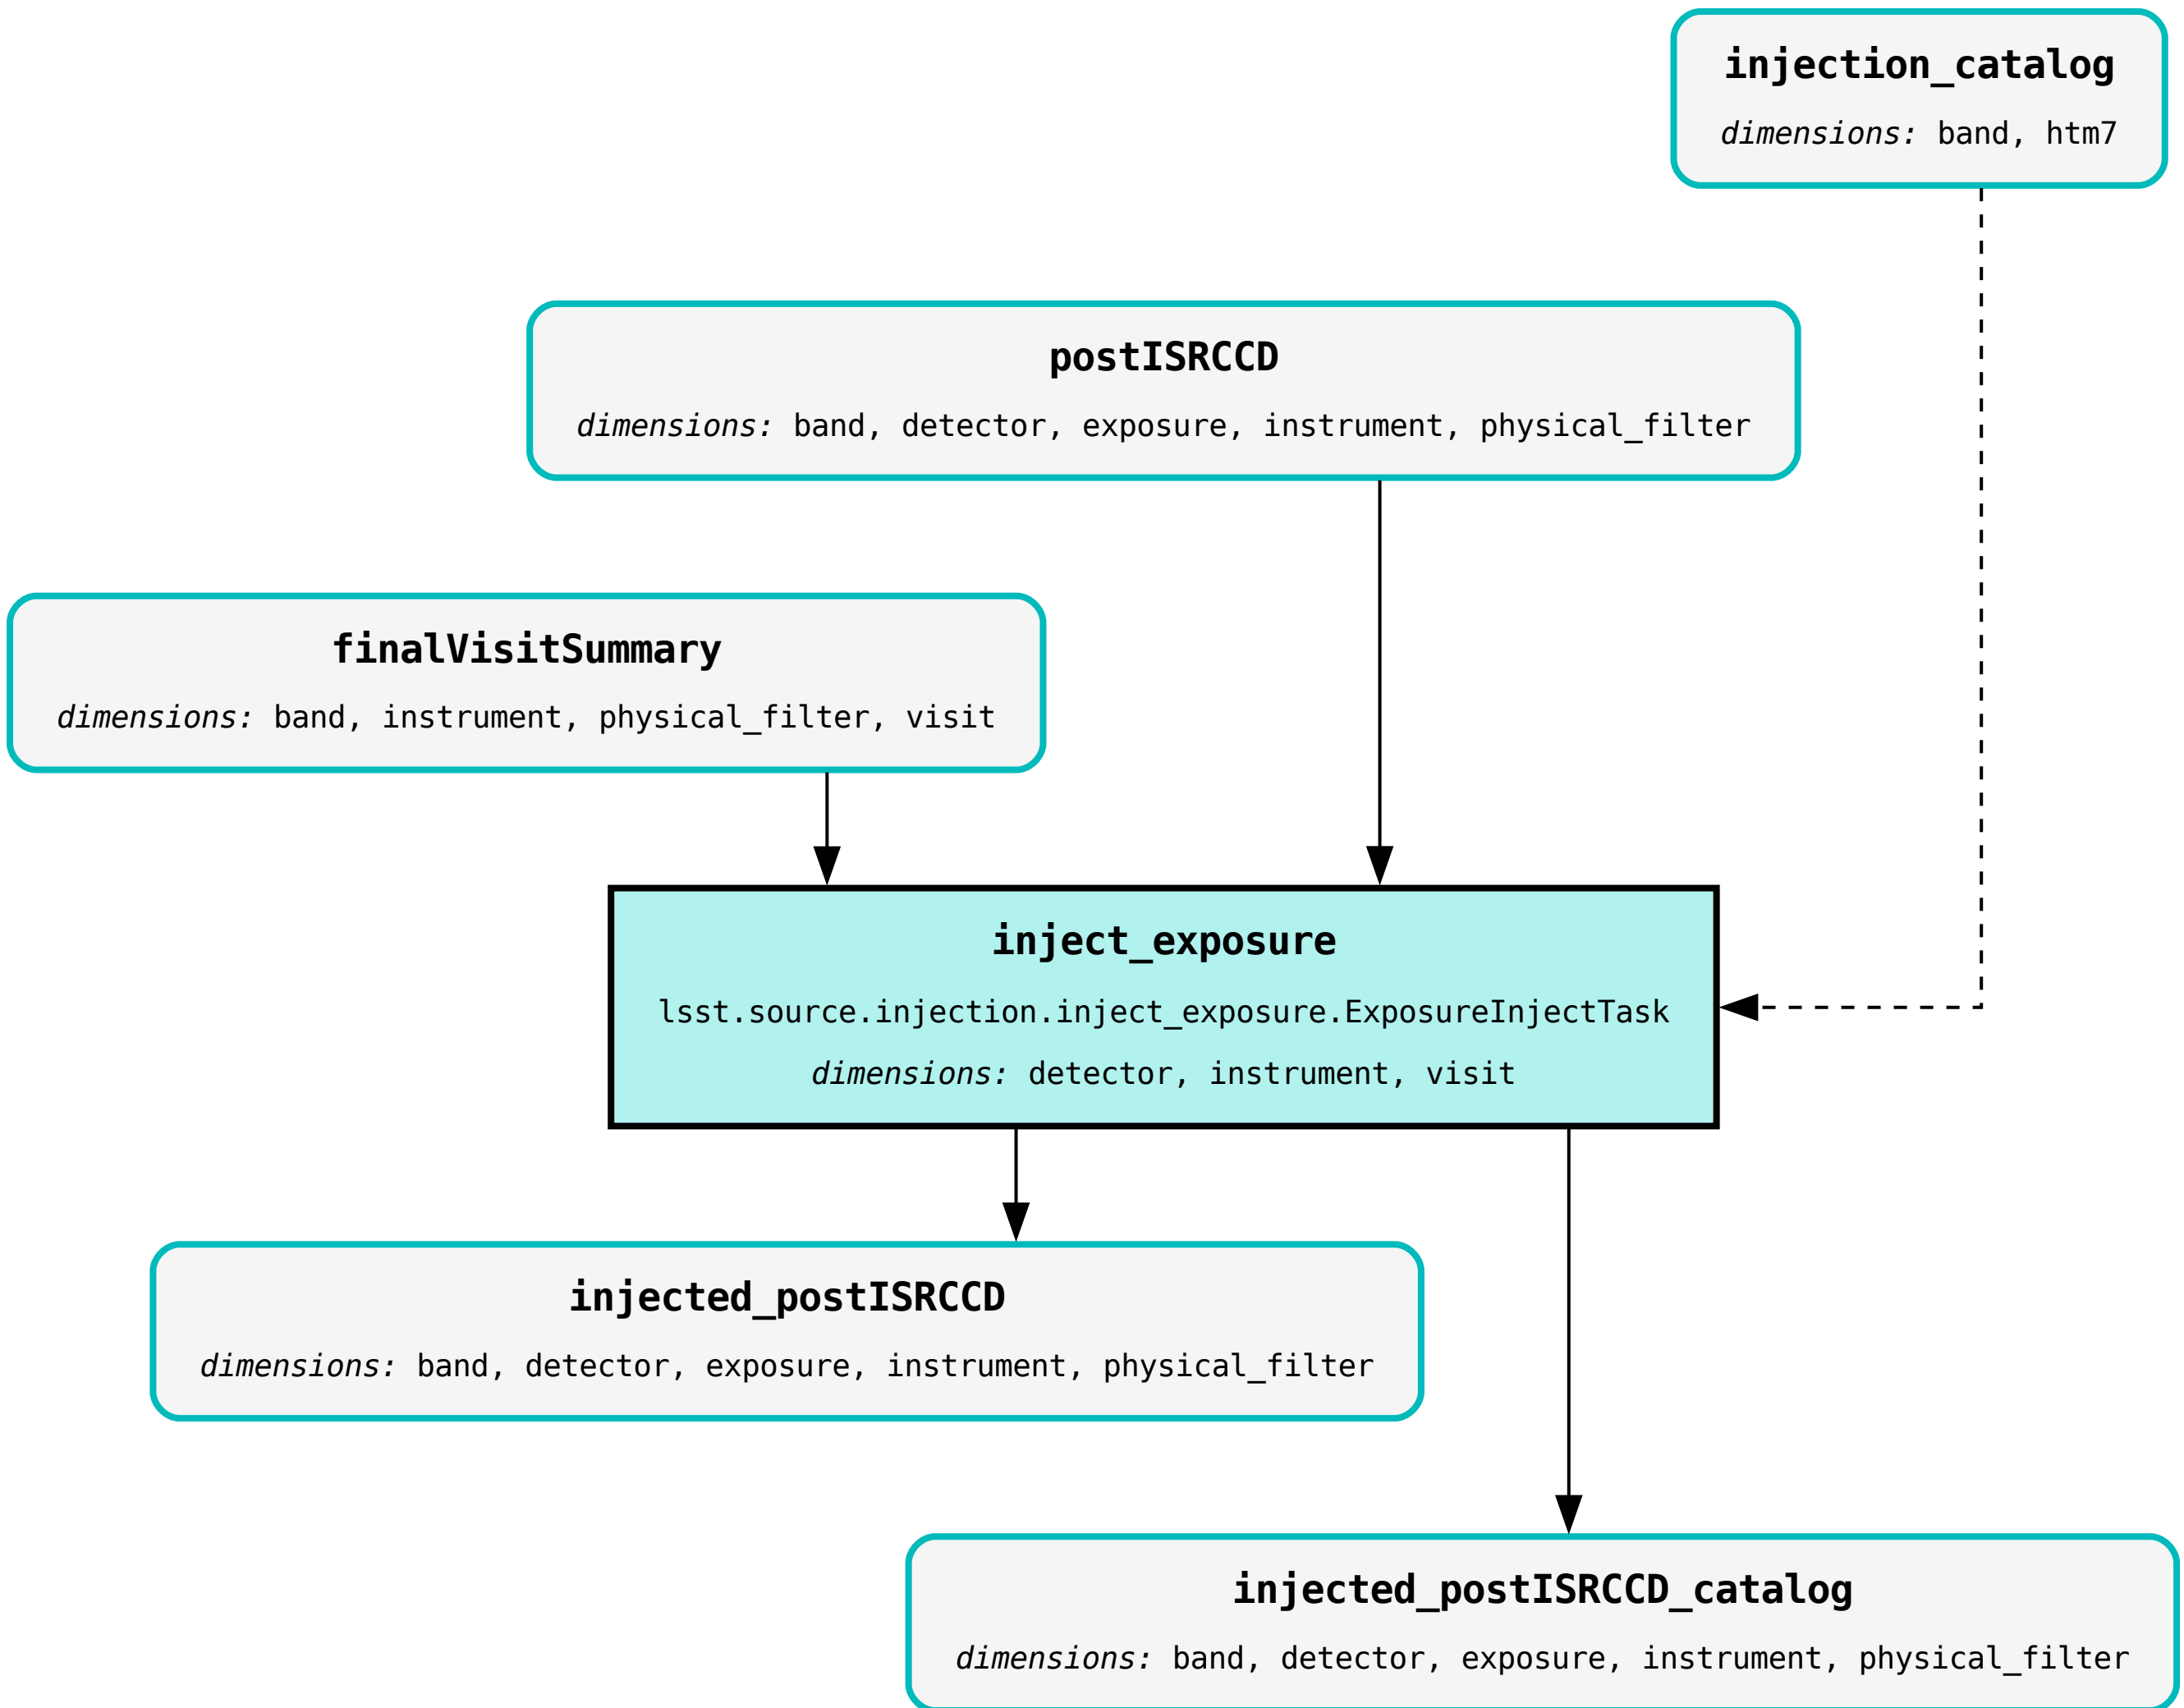 injection_catalog
dimensions: band, htm7
postISRCCD
dimensions: band, detector, exposure, instrument, physical_filter
finalVisitSummary
dimensions: band, instrument, physical_filter, visit
inject_exposure
lsst.source.injection.inject_exposure.ExposureInjectTask
dimensions: detector, instrument, visit
injected_postISRCCD
dimensions: band, detector, exposure, instrument, physical_filter
injected_postISRCCD_catalog
dimensions: band, detector, exposure, instrument, physical_filter